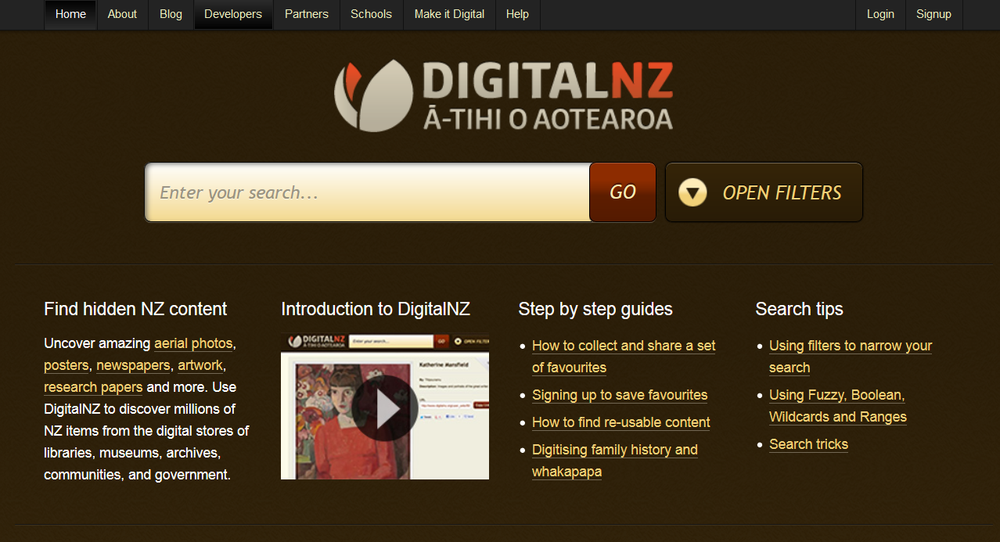 Home About Blog Developers Partners Schools Make it Digital Help Login Signup
DIGITALNZ
Ā-TIHI O AOTEAROA
Enter your search... GO OPEN FILTERS
Find hidden NZ content
Uncover amazing aerial photos,
posters, newspapers, artwork,
research papers and more. Use
DigitalNZ to discover millions of
NZ items from the digital stores of
libraries, museums, archives,
communities, and government.
Introduction to DigitalNZ
DIGITALNZ
Ā-TIHI O AOTEAROA
Enter your search... GO OPEN FILTER
Katherine Mansfield
Step by step guides
How to collect and share a set
of favourites
Signing up to save favourites
How to find re-usable content
Digitising family history and
whakapapa
Search tips
Using filters to narrow your
search
Using Fuzzy, Boolean,
Wildcards and Ranges
Search tricks